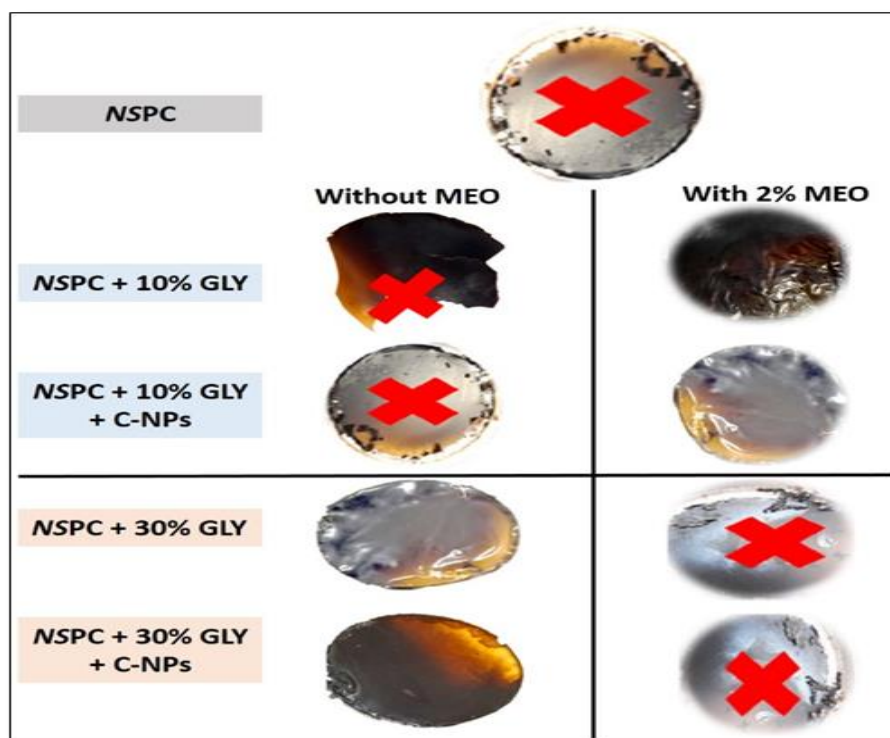 NSPC
Without MEO
With 2% MEO
NSPC + 10% GLY
NSPC + 10% GLY
+ C-NPs
NSPC + 30% GLY
NSPC + 30% GLY
+ C-NPs